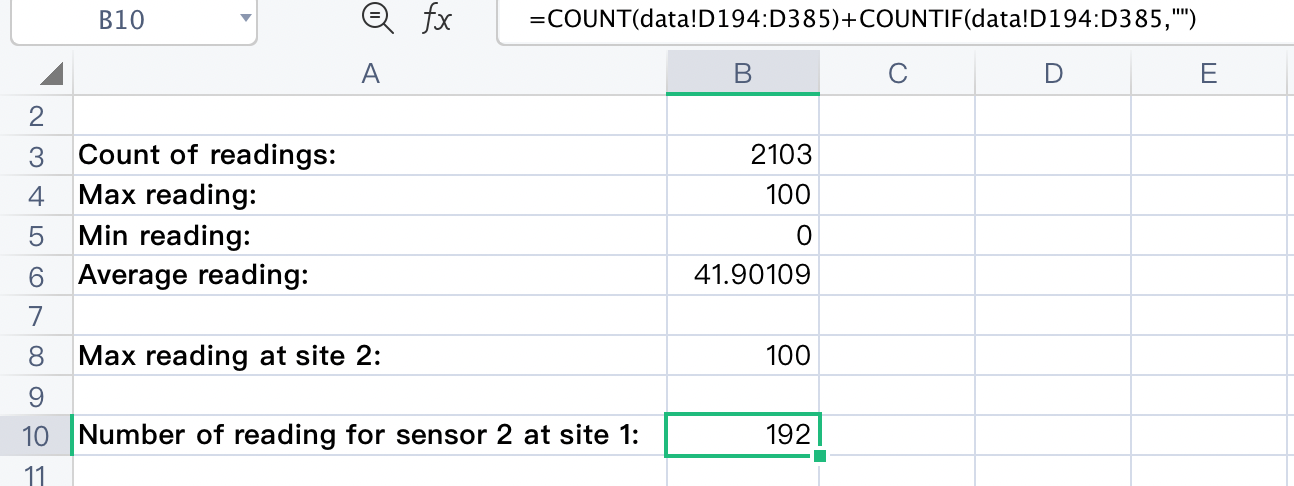 B10 fx =COUNT(data!D194:D385)+COUNTIF(data!D194:D385,"")
A B C D E
2
3 Count of readings: 2103
4 Max reading: 100
5 Min reading: 0
6 Average reading: 41.90109
7
8 Max reading at site 2: 100
9
10 Number of reading for sensor 2 at site 1: 192
11